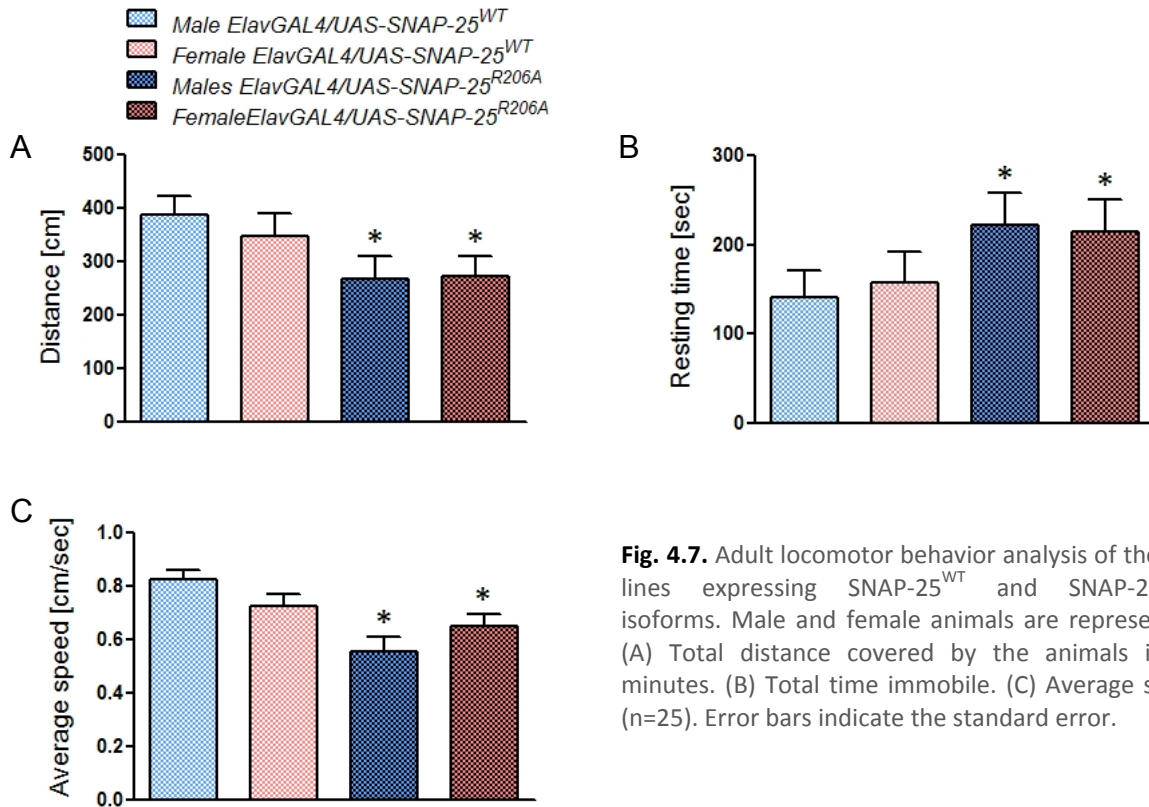 Male ElavGAL4/UAS-SNAP-25WT
Female ElavGAL4/UAS-SNAP-25WT
Males ElavGAL4/UAS-SNAP-25R206A
FemaleElavGAL4/UAS-SNAP-25R206A
A
500
400
300
200
100
0
Distance [cm]
* *
B
300
200
100
0
Resting time [sec]
* *
C
1.0
0.8
0.6
0.4
0.2
0.0
Average speed [cm/sec]
* *
Fig. 4.7. Adult locomotor behavior analysis of the
lines expressing SNAP-25WT and SNAP-2
isoforms. Male and female animals are represe
(A) Total distance covered by the animals i
minutes. (B) Total time immobile. (C) Average s
(n=25). Error bars indicate the standard error.